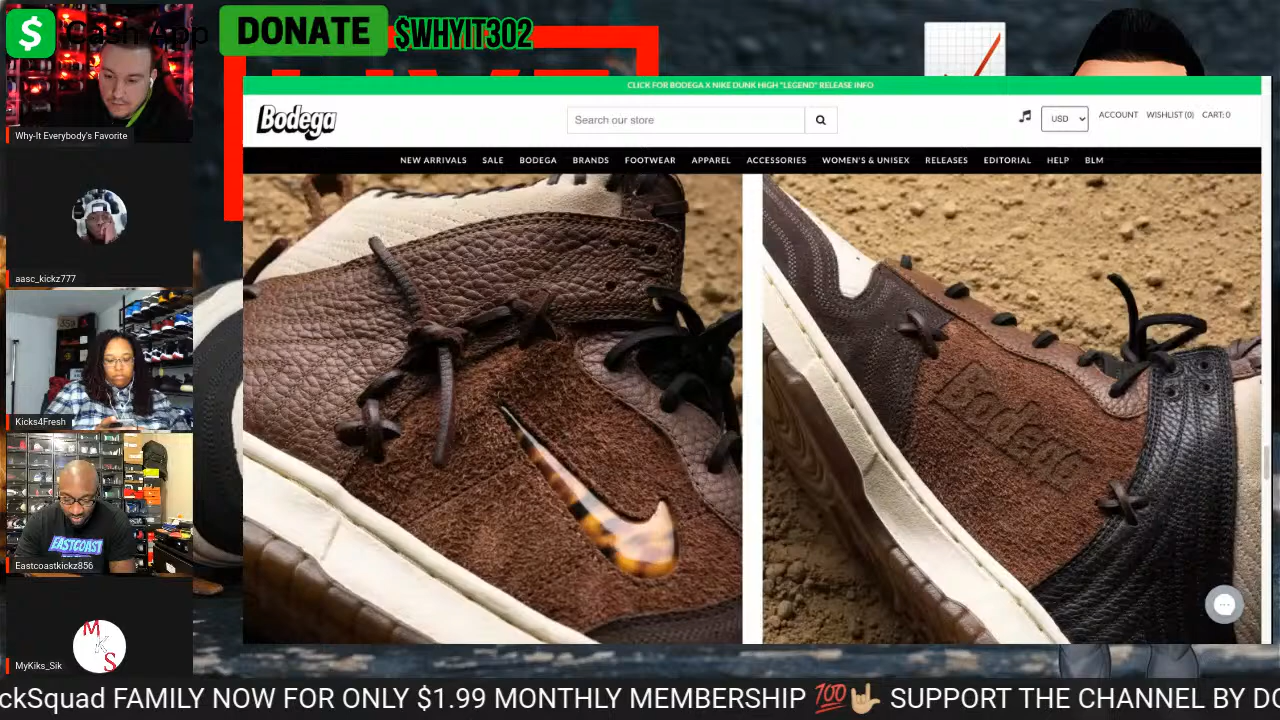 $ Cash App DONATE $WHYIT302
CLICK FOR BODEGA X NIKE DUNK HIGH "LEGEND" RELEASE INFO
Bodega
Search our store
USD
ACCOUNT WISHLIST (0) CART: 0
NEW ARRIVALS SALE BODEGA BRANDS FOOTWEAR APPAREL ACCESSORIES WOMEN'S & UNISEX RELEASES EDITORIAL HELP BLM
Why-It Everybody's Favorite
aasc_kickz777
Kicks4Fresh
EASTCOAST
Eastcoastkickz856
M
K
S
MyKiks_Sik
Bodega
ckSquad FAMILY NOW FOR ONLY $1.99 MONTHLY MEMBERSHIP 💯🤟🏼 SUPPORT THE CHANNEL BY DO